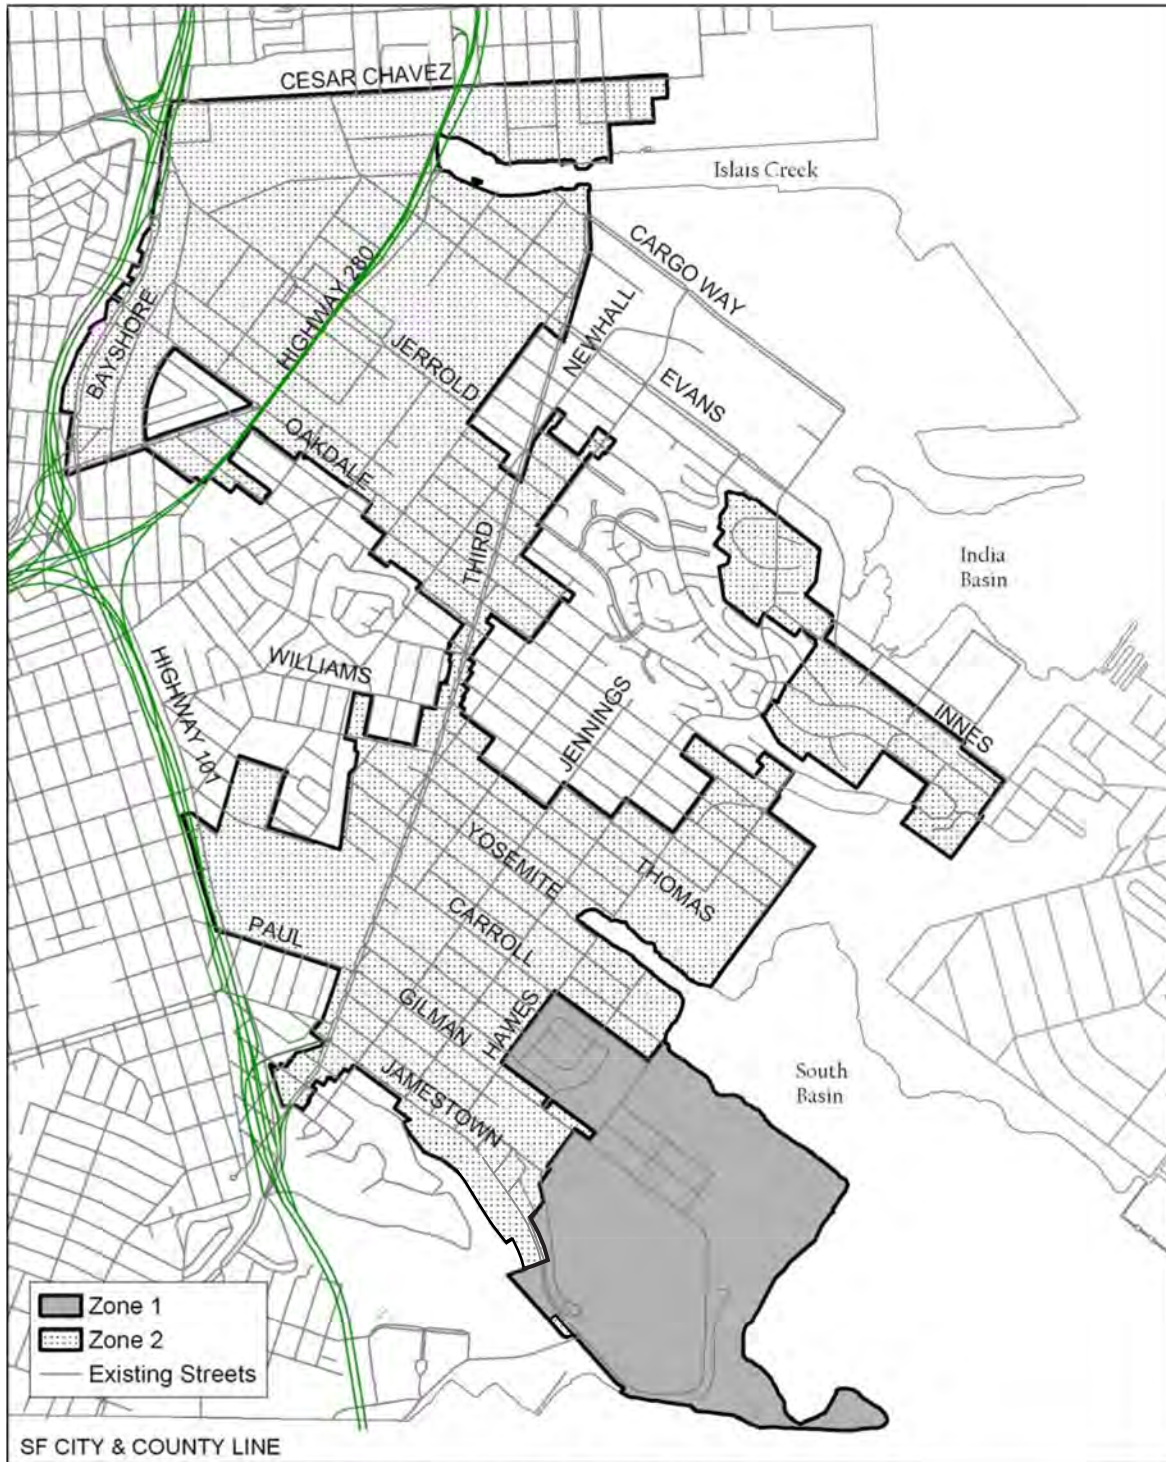 CESAR CHAVEZ
Islais Creek
CARGO WAY
HIGHWAY 280
NEWHALL
BAYSHORE
JERROLD
EVANS
OAKDALE
THIRD
India
Basin
WILLIAMS
HIGHWAY 101
JENNINGS
INNES
YOSEMITE
THOMAS
CARROLL
PAUL
GILMAN
HAWES
JAMESTOWN
South
Basin
Zone 1
Zone 2
Existing Streets
SF CITY & COUNTY LINE